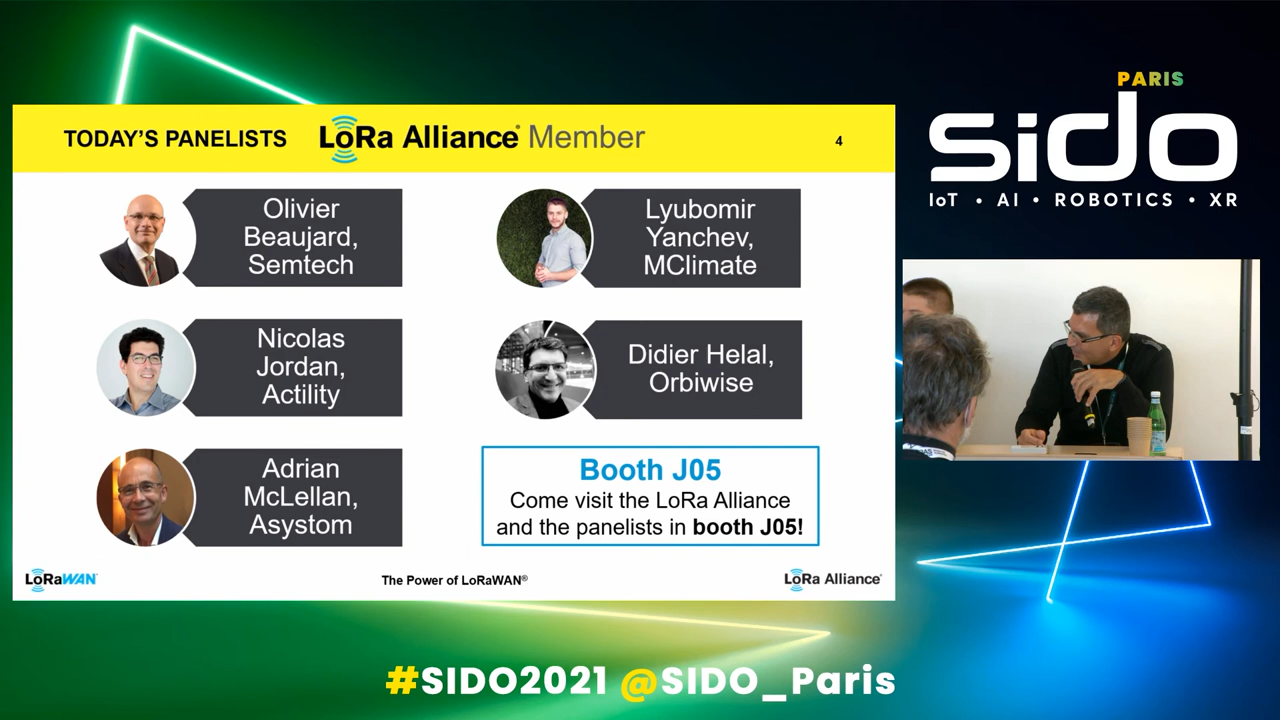 TODAY'S PANELISTS
LoRa Alliance® Member
4
Olivier
Beaujard,
Semtech
Lyubomir
Yanchev,
MClimate
Nicolas
Jordan,
Actility
Didier Helal,
Orbiwise
Adrian
McLellan,
Asystom
Booth J05
Come visit the LoRa Alliance
and the panelists in booth J05!
LoRaWAN®
The Power of LoRaWAN®
LoRa Alliance®
PARIS
sido
IoT • AI • ROBOTICS • XR
#SIDO2021 @SIDO_Paris